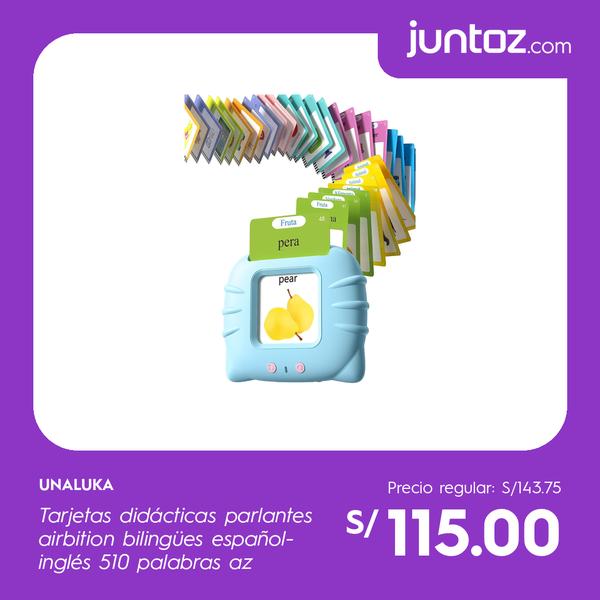 juntoz.com
Fruta
pera
pear
Fruta
UNALUKA
Tarjetas didácticas parlantes
airbition bilingües español-
inglés 510 palabras az
Precio regular: S/143.75
S/115.00